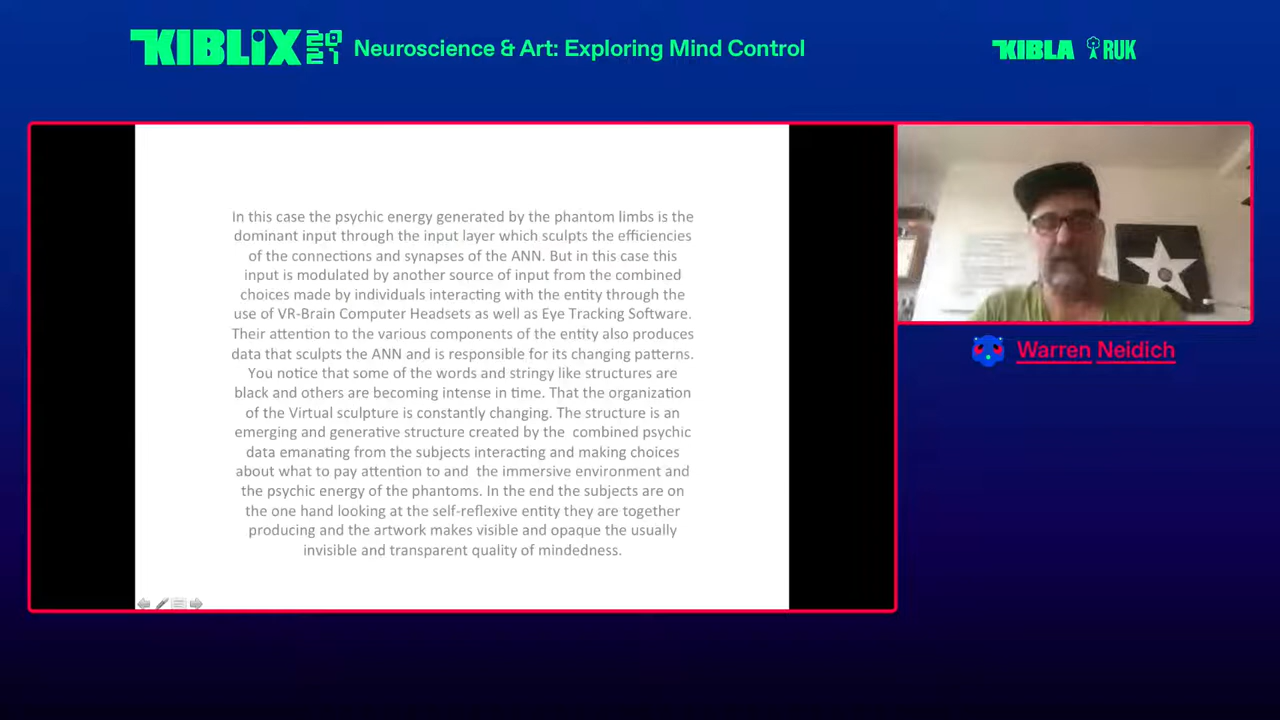 KIBLIX 2021 Neuroscience & Art: Exploring Mind Control
KIBLA RUK
In this case the psychic energy generated by the phantom limbs is the
dominant input through the input layer which sculpts the efficiencies
of the connections and synapses of the ANN. But in this case this
input is modulated by another source of input from the combined
choices made by individuals interacting with the entity through the
use of VR-Brain Computer Headsets as well as Eye Tracking Software.
Their attention to the various components of the entity also produces
data that sculpts the ANN and is responsible for its changing patterns.
You notice that some of the words and stringy like structures are
black and others are becoming intense in time. That the organization
of the Virtual sculpture is constantly changing. The structure is an
emerging and generative structure created by the  combined psychic
data emanating from the subjects interacting and making choices
about what to pay attention to and  the immersive environment and
the psychic energy of the phantoms. In the end the subjects are on
the one hand looking at the self-reflexive entity they are together
producing and the artwork makes visible and opaque the usually
invisible and transparent quality of mindedness.
Warren Neidich